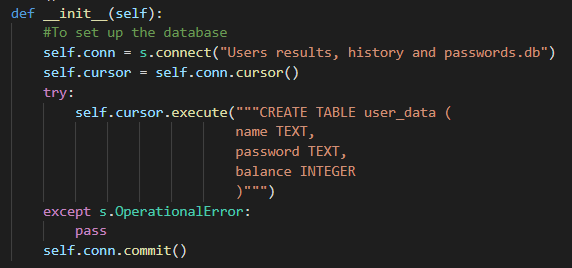 def __init__(self):
    #To set up the database
    self.conn = s.connect("Users results, history and passwords.db")
    self.cursor = self.conn.cursor()
    try:
        self.cursor.execute("""CREATE TABLE user_data (
                            name TEXT,
                            password TEXT,
                            balance INTEGER
                            )""")
    except s.OperationalError:
        pass
    self.conn.commit()